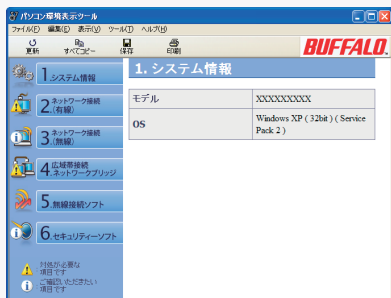 パソコン環境表示ツール
ファイル(F) 編集(E) 表示(V) ツール(T) ヘルプ(H)
更新 すべてコピー 保存 印刷
BUFFALO
1.システム情報
2.ネットワーク接続(有線)
3.ネットワーク接続(無線)
4.広域帯接続 ネットワークブリッジ
5.無線接続ソフト
6.セキュリティーソフト
対処が必要な
項目です
ご確認いただきたい
項目です
1. システム情報
モデル XXXXXXXXX
OS Windows XP ( 32bit ) ( Service
Pack 2 )